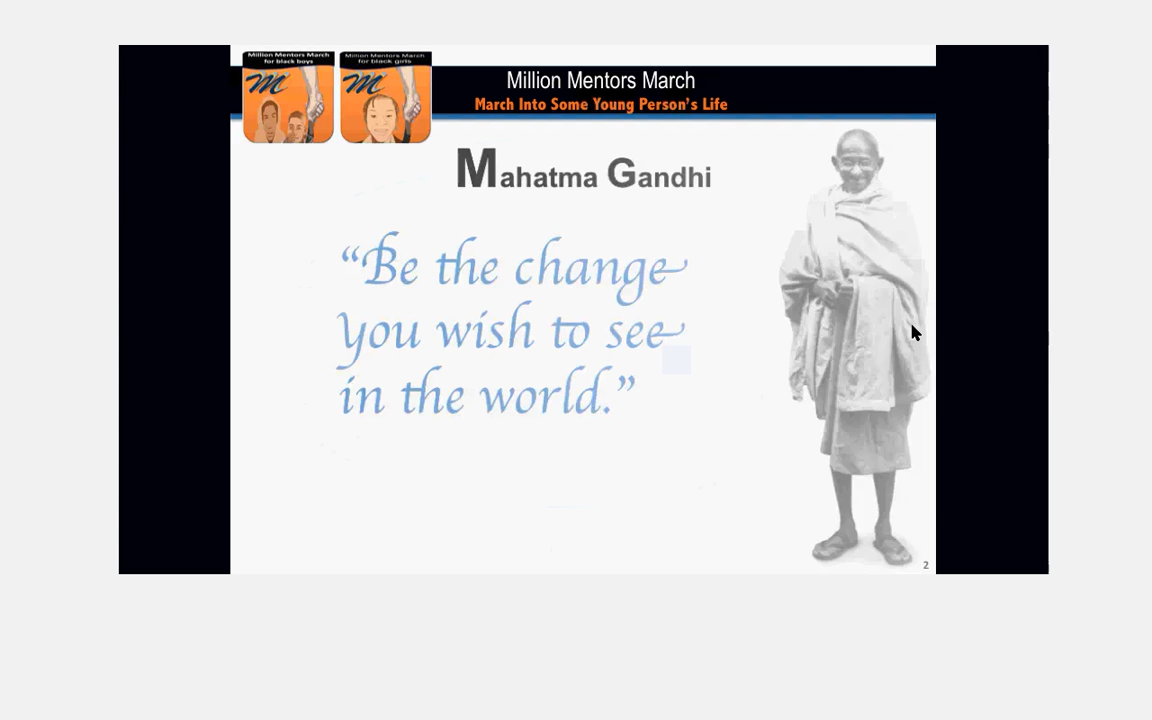 Million Mentors March
for black boys
Million Mentors March
for black girls
M
M
Million Mentors March
March Into Some Young Person's Life
Mahatma Gandhi
“Be the change
you wish to see
in the world.”
2